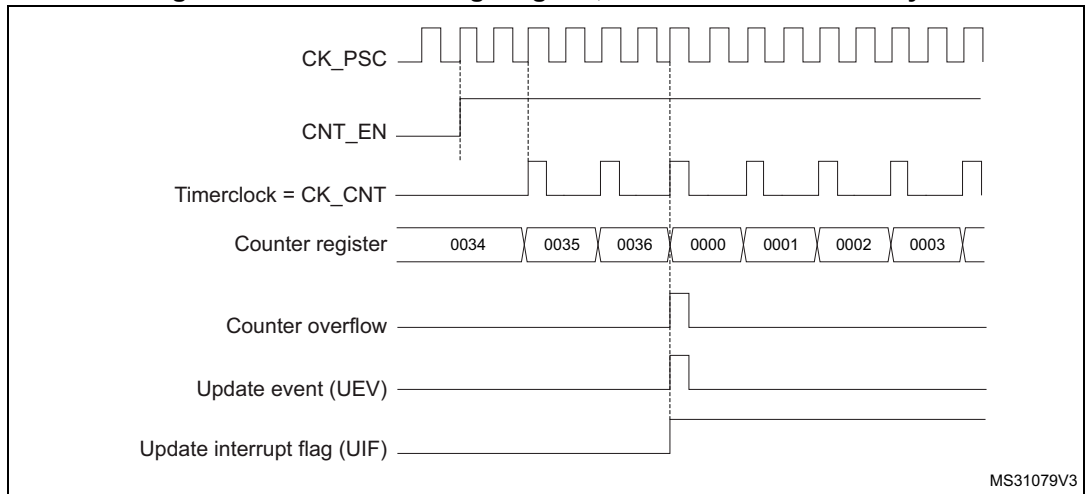 CK_PSC
CNT_EN
Timerclock = CK_CNT
Counter register 0034 0035 0036 0000 0001 0002 0003
Counter overflow
Update event (UEV)
Update interrupt flag (UIF)
MS31079V3